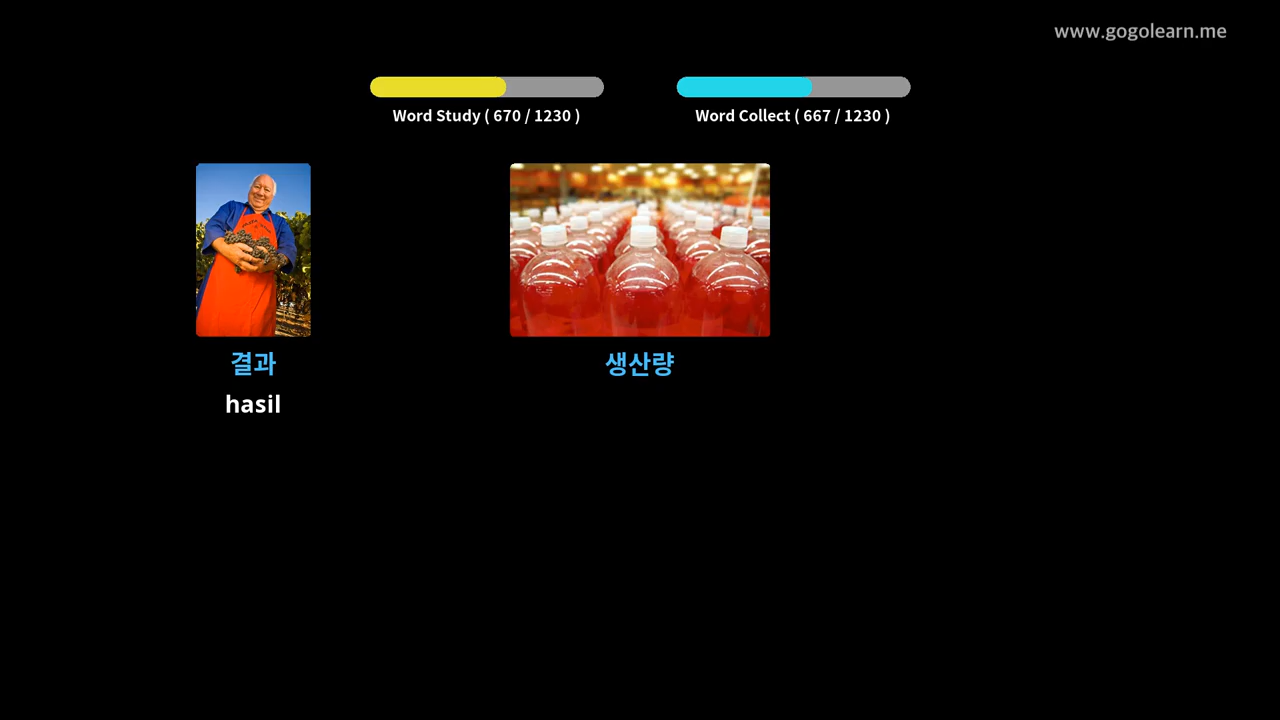 www.gogolearn.me
Word Study ( 670 / 1230 )
Word Collect ( 667 / 1230 )
결과
hasil
생산량